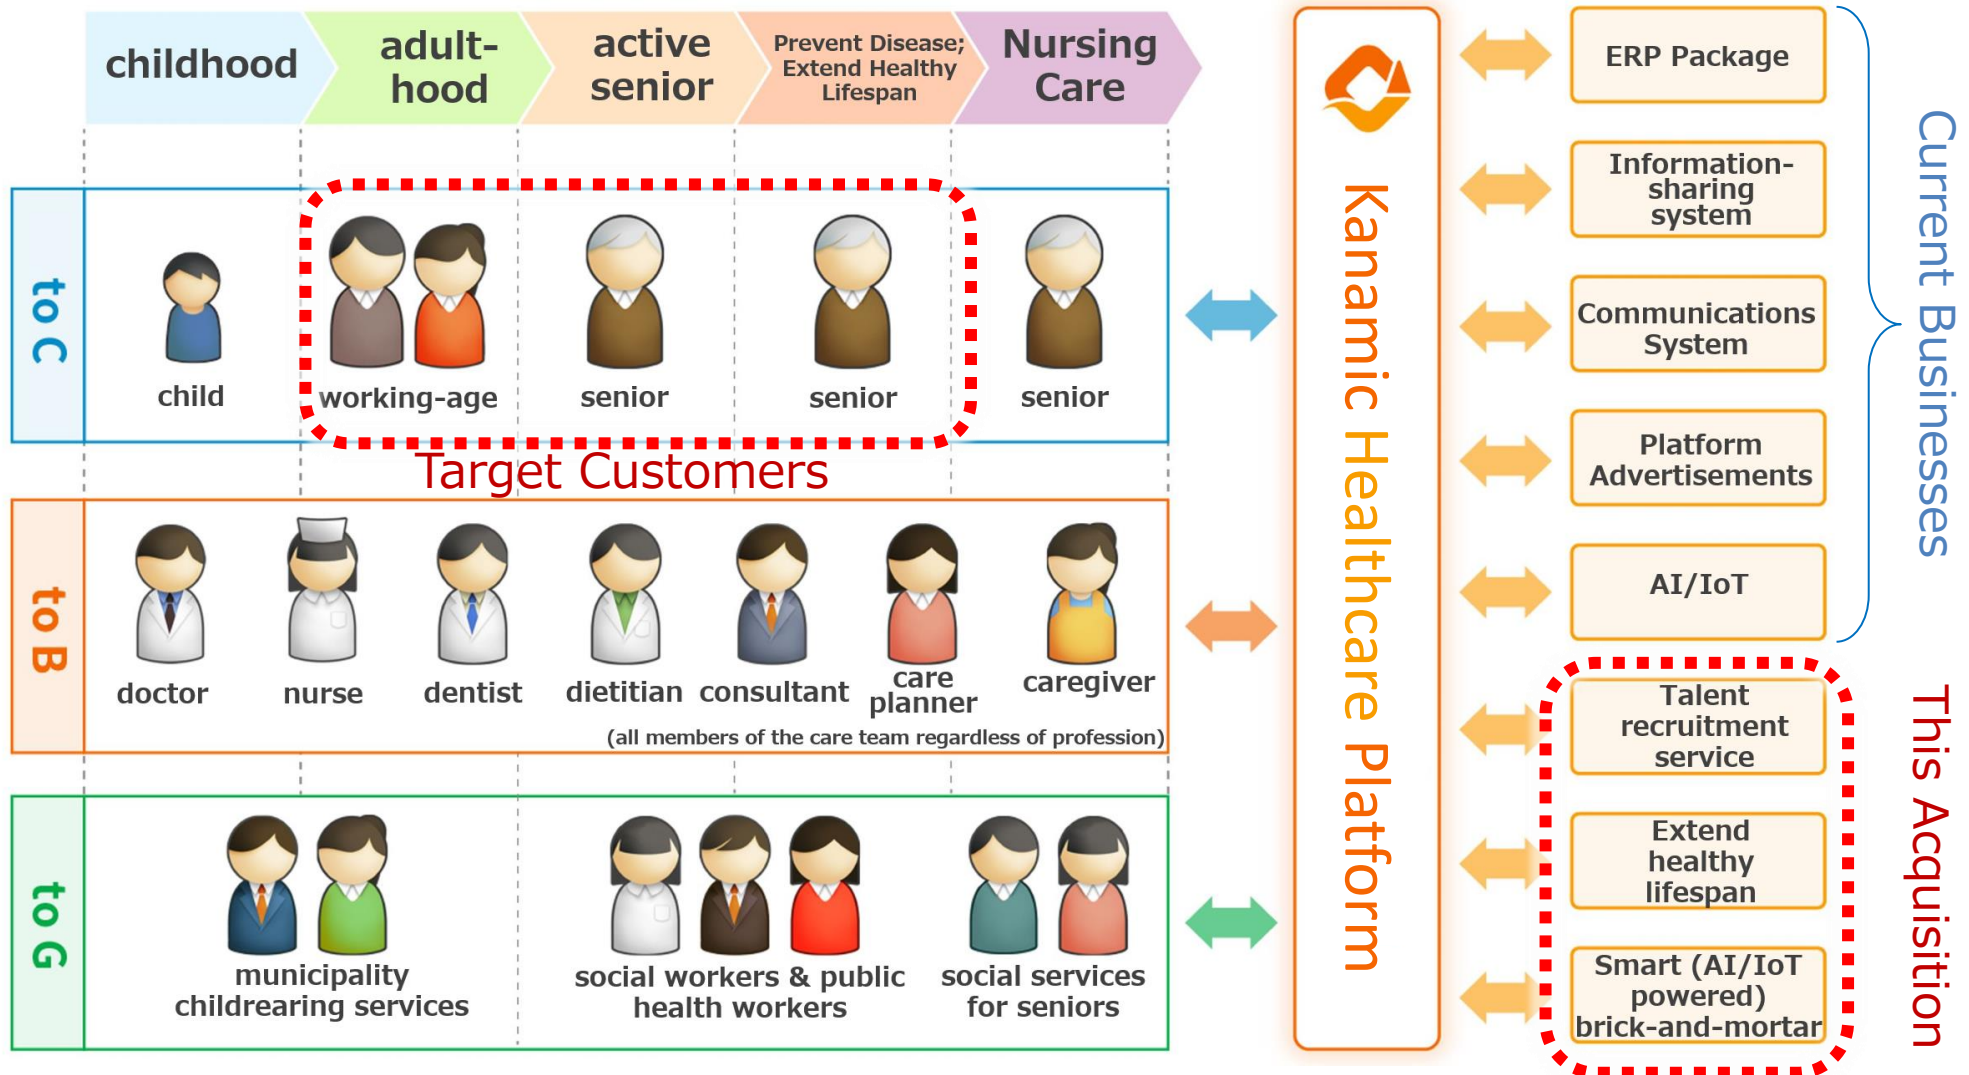 childhood
adult-
hood
active
senior
Prevent Disease;
Extend Healthy
Lifespan
Nursing
Care
to C
child
working-age
senior
senior
senior
Target Customers
to B
doctor
nurse
dentist
dietitian
consultant
care
planner
caregiver
(all members of the care team regardless of profession)
to G
municipality
childrearing services
social workers & public
health workers
social services
for seniors
Kanamic Healthcare Platform
ERP Package
Information-
sharing
system
Communications
System
Platform
Advertisements
AI/IoT
Talent
recruitment
service
Extend
healthy
lifespan
Smart (AI/IoT
powered)
brick-and-mortar
Current Businesses
This Acquisition